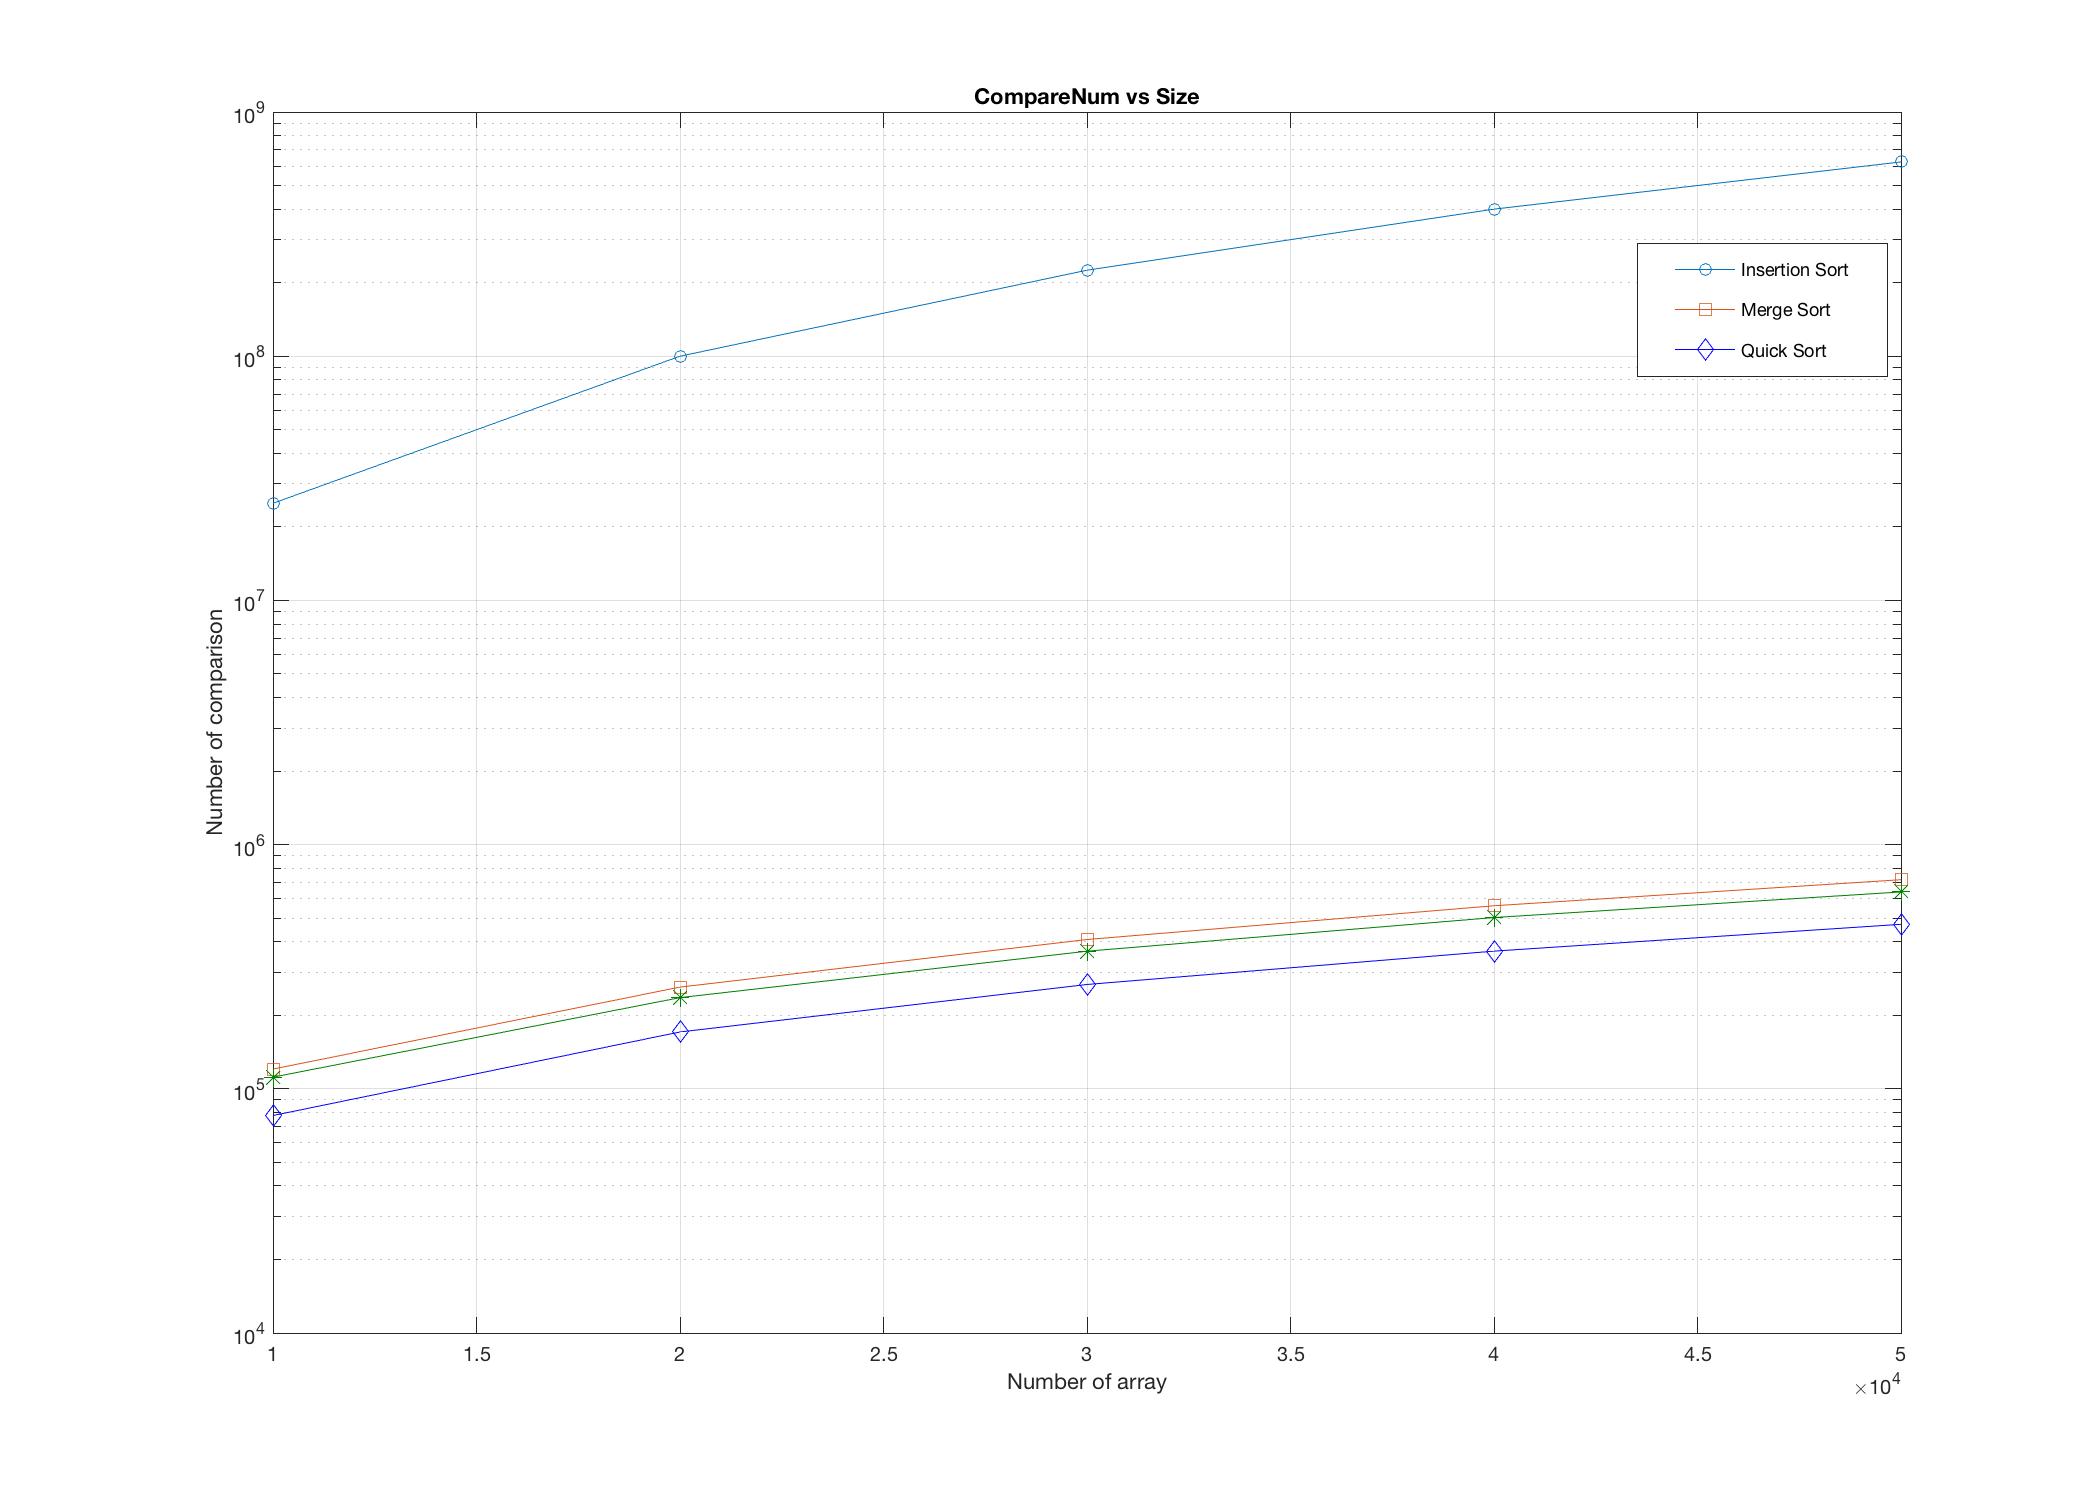 CompareNum vs Size
10^9
10^8
10^7
10^6
10^5
10^4
Number of comparison
Insertion Sort
Merge Sort
Quick Sort
1 1.5 2 2.5 3 3.5 4 4.5 5
Number of array
×10^4